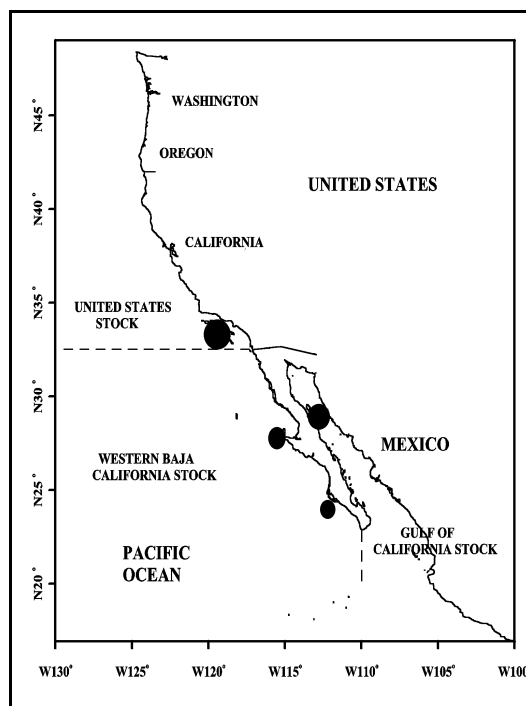 WASHINGTON
OREGON
UNITED STATES
CALIFORNIA
UNITED STATES
STOCK
MEXICO
WESTERN BAJA
CALIFORNIA STOCK
GULF OF
CALIFORNIA STOCK
PACIFIC
OCEAN
N45°
N40°
N35°
N30°
N25°
N20°
W130°
W125°
W120°
W115°
W110°
W105°
W100